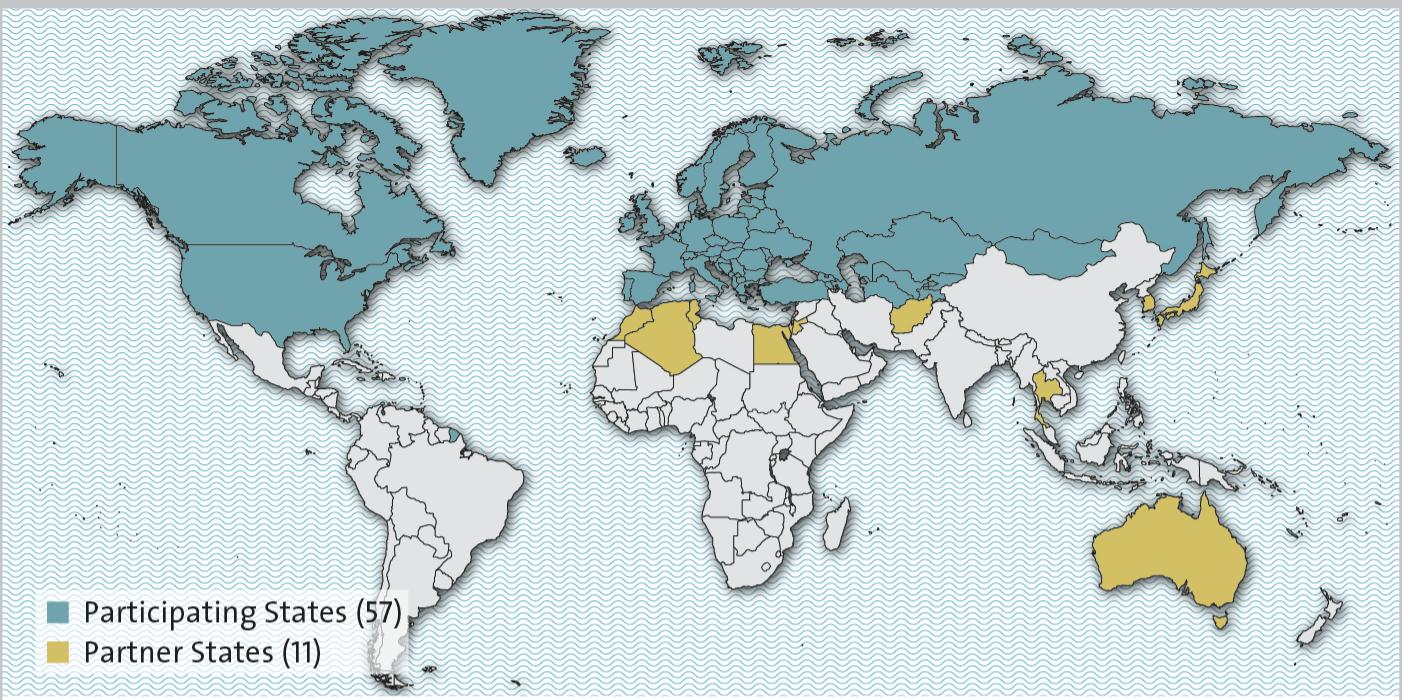 Participating States (57)
Partner States (11)